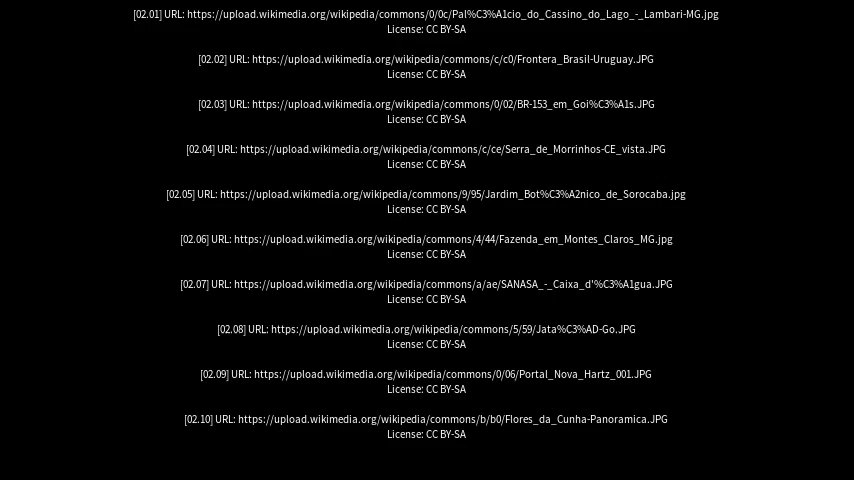 [02.01] URL: https://upload.wikimedia.org/wikipedia/commons/0/0c/Pal%C3%A1cio_do_Cassino_do_Lago_-_Lambari-MG.jpg
License: CC BY-SA
[02.02] URL: https://upload.wikimedia.org/wikipedia/commons/c/c0/Frontera_Brasil-Uruguay.JPG
License: CC BY-SA
[02.03] URL: https://upload.wikimedia.org/wikipedia/commons/0/02/BR-153_em_Goi%C3%A1s.JPG
License: CC BY-SA
[02.04] URL: https://upload.wikimedia.org/wikipedia/commons/c/ce/Serra_de_Morrinhos-CE_vista.JPG
License: CC BY-SA
[02.05] URL: https://upload.wikimedia.org/wikipedia/commons/9/95/Jardim_Bot%C3%A2nico_de_Sorocaba.jpg
License: CC BY-SA
[02.06] URL: https://upload.wikimedia.org/wikipedia/commons/4/44/Fazenda_em_Montes_Claros_MG.jpg
License: CC BY-SA
[02.07] URL: https://upload.wikimedia.org/wikipedia/commons/a/ae/SANASA_-_Caixa_d'%C3%A1gua.JPG
License: CC BY-SA
[02.08] URL: https://upload.wikimedia.org/wikipedia/commons/5/59/Jata%C3%AD-Go.JPG
License: CC BY-SA
[02.09] URL: https://upload.wikimedia.org/wikipedia/commons/0/06/Portal_Nova_Hartz_001.JPG
License: CC BY-SA
[02.10] URL: https://upload.wikimedia.org/wikipedia/commons/b/b0/Flores_da_Cunha-Panoramica.JPG
License: CC BY-SA